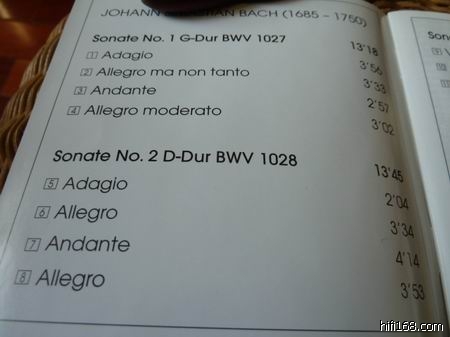 JOHANN BACH (1685 – 1750)
Sonate No. 1 G-Dur BWV 1027 13'18
1 Adagio 3'56
2 Allegro ma non tanto 3'33
3 Andante 2'57
4 Allegro moderato 3'02
Sonate No. 2 D-Dur BWV 1028 13'45
5 Adagio 2'04
6 Allegro 3'34
7 Andante 4'14
8 Allegro 3'53
Sona
hifi168.com